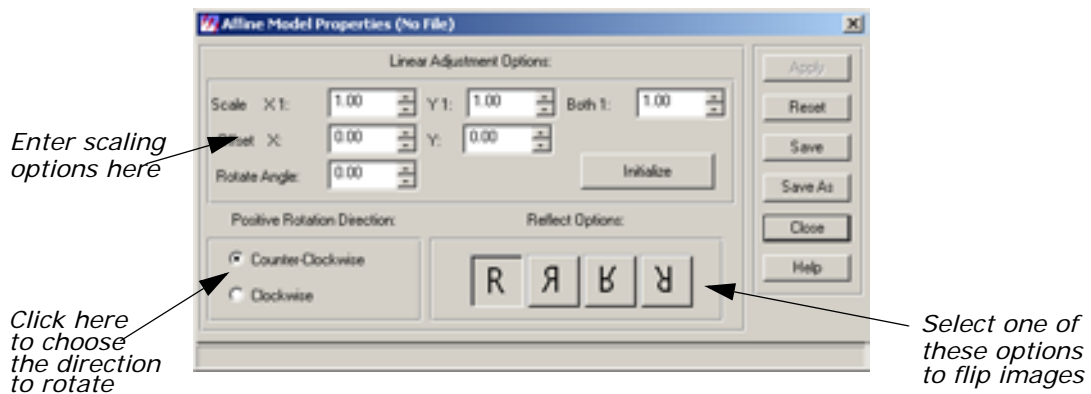 Affine Model Properties (No File)
Linear Adjustment Options:
Scale X 1: 1.00 Y 1: 1.00 Both 1: 1.00
Offset X: 0.00 Y: 0.00
Rotate Angle: 0.00 Initialize
Positive Rotation Direction:
Counter-Clockwise
Clockwise
Reflect Options:
R R R R
Apply
Reset
Save
Save As
Close
Help
Enter scaling
options here
Click here
to choose
the direction
to rotate
Select one of
these options
to flip images